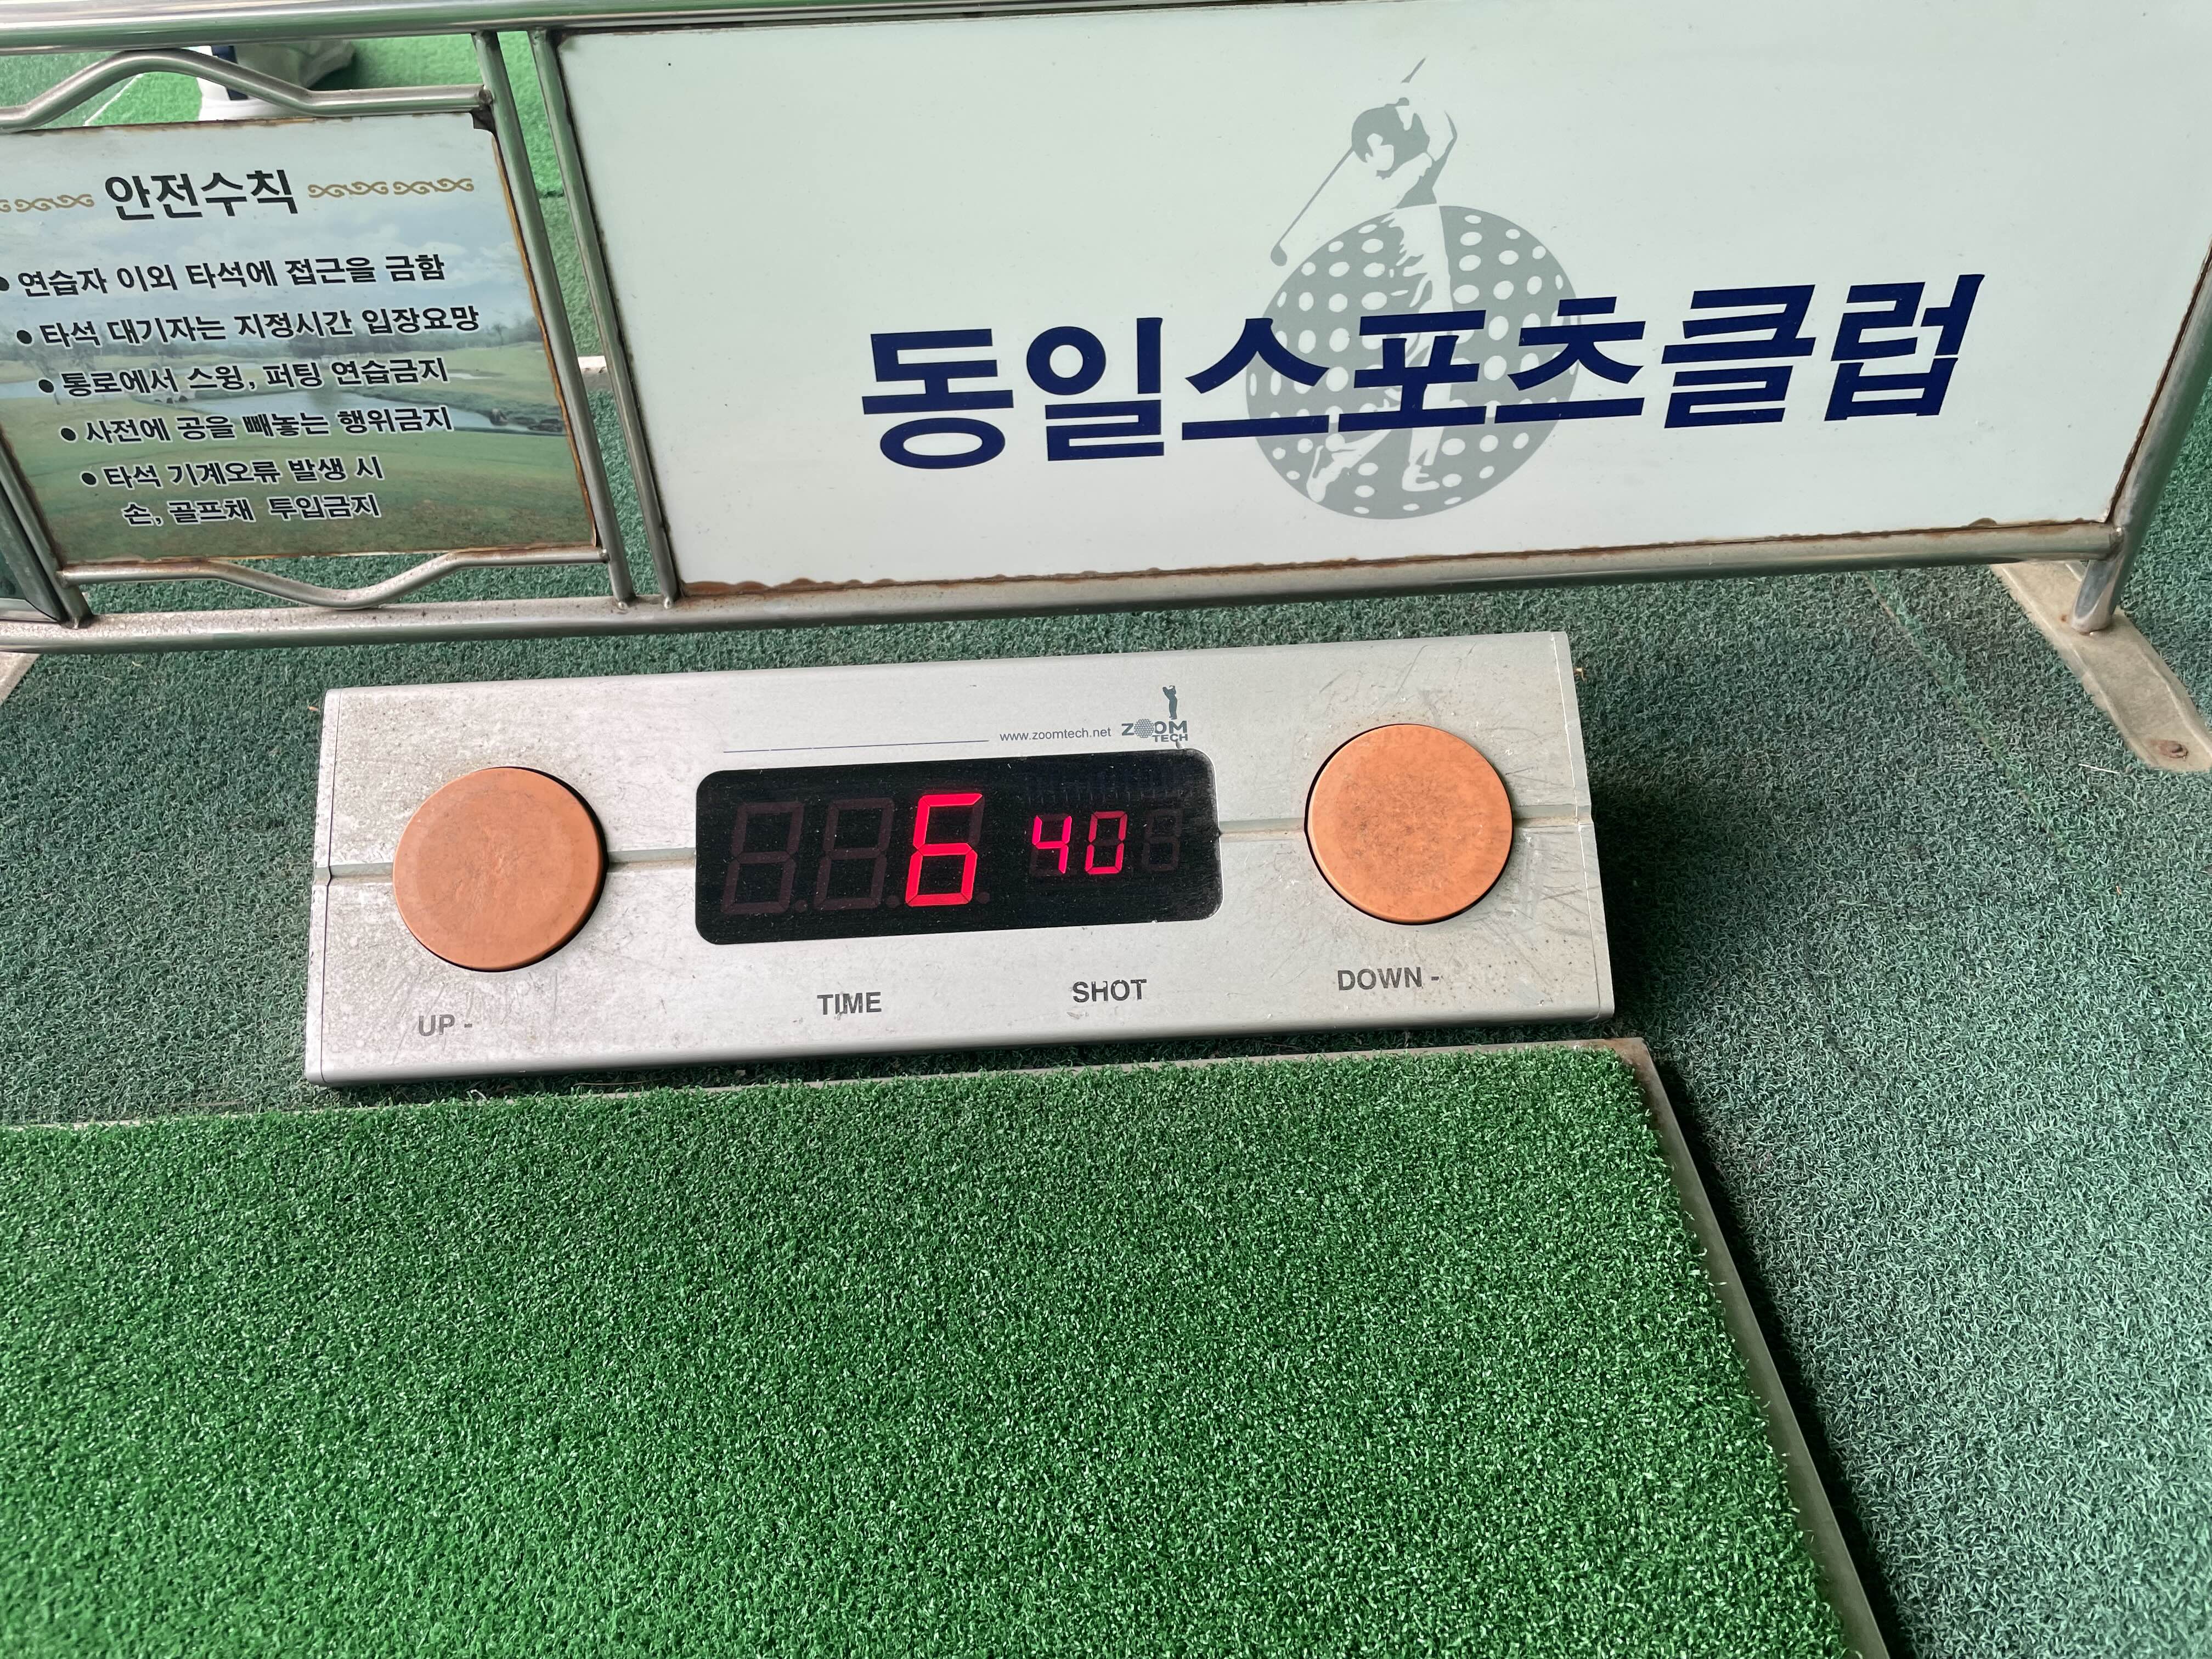 안전수칙
• 연습자 이외 타석에 접근을 금함
• 타석 대기자는 지정시간 입장요망
• 통로에서 스윙, 퍼팅 연습금지
• 사전에 공을 빼놓는 행위금지
• 타석 기계오류 발생 시
손, 골프채 투입금지
동일스포츠클럽
www.zoomtech.net ZOOM TECH
6 40
UP - TIME SHOT DOWN -